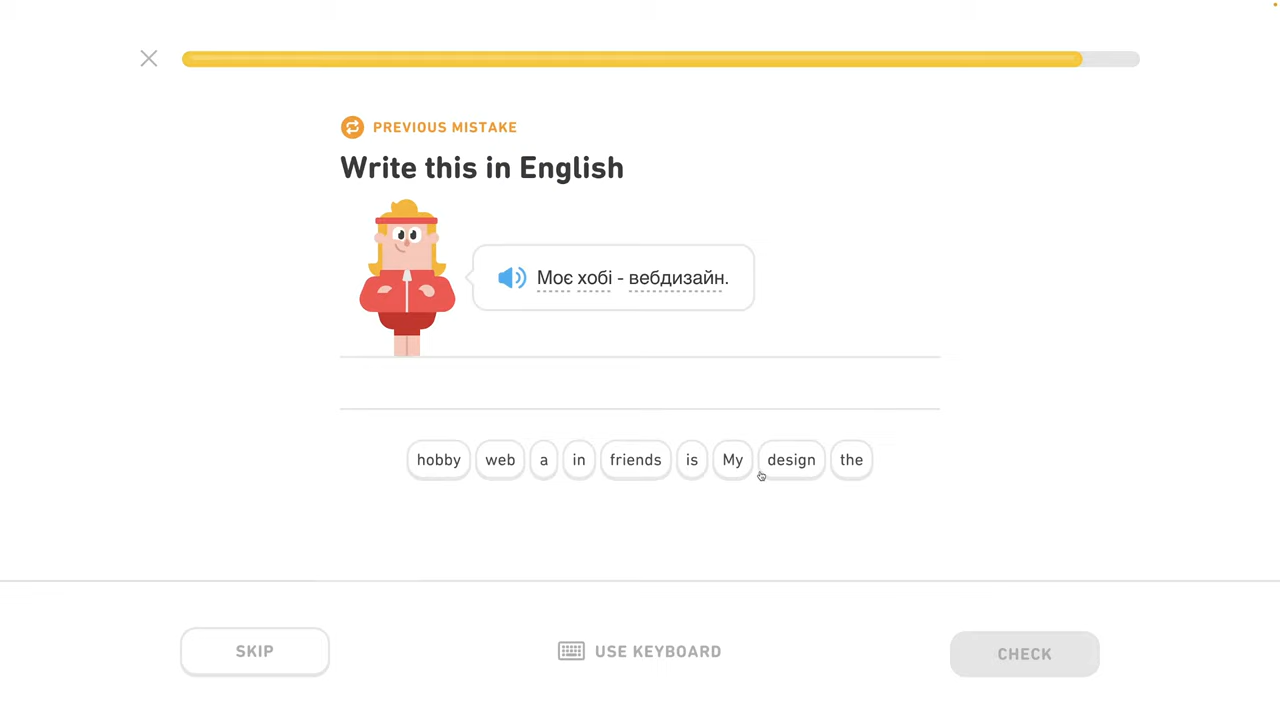 PREVIOUS MISTAKE
Write this in English
Моє хобі - вебдизайн.
hobby web a in friends is My design the
SKIP USE KEYBOARD CHECK